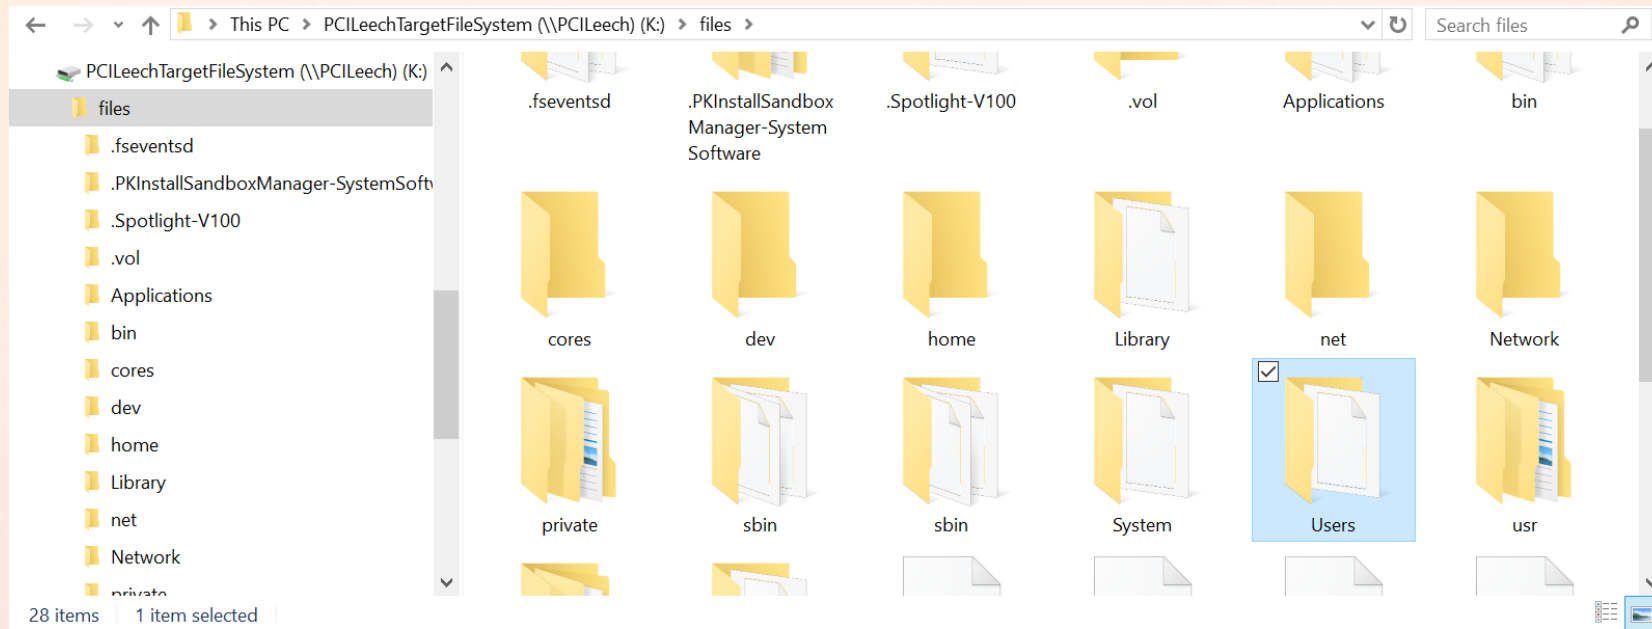 This PC > PCILeechTargetFileSystem (\\PCILeech) (K:) > files >
Search files
PCILeechTargetFileSystem (\\PCILeech) (K:)
files
.fseventsd
.PKInstallSandboxManager-SystemSoftw
.Spotlight-V100
.vol
Applications
bin
cores
dev
home
Library
net
Network
private
.fseventsd
.PKInstallSandbox
Manager-System
Software
.Spotlight-V100
.vol
Applications
bin
cores
dev
home
Library
net
Network
private
sbin
sbin
System
Users
usr
28 items
1 item selected